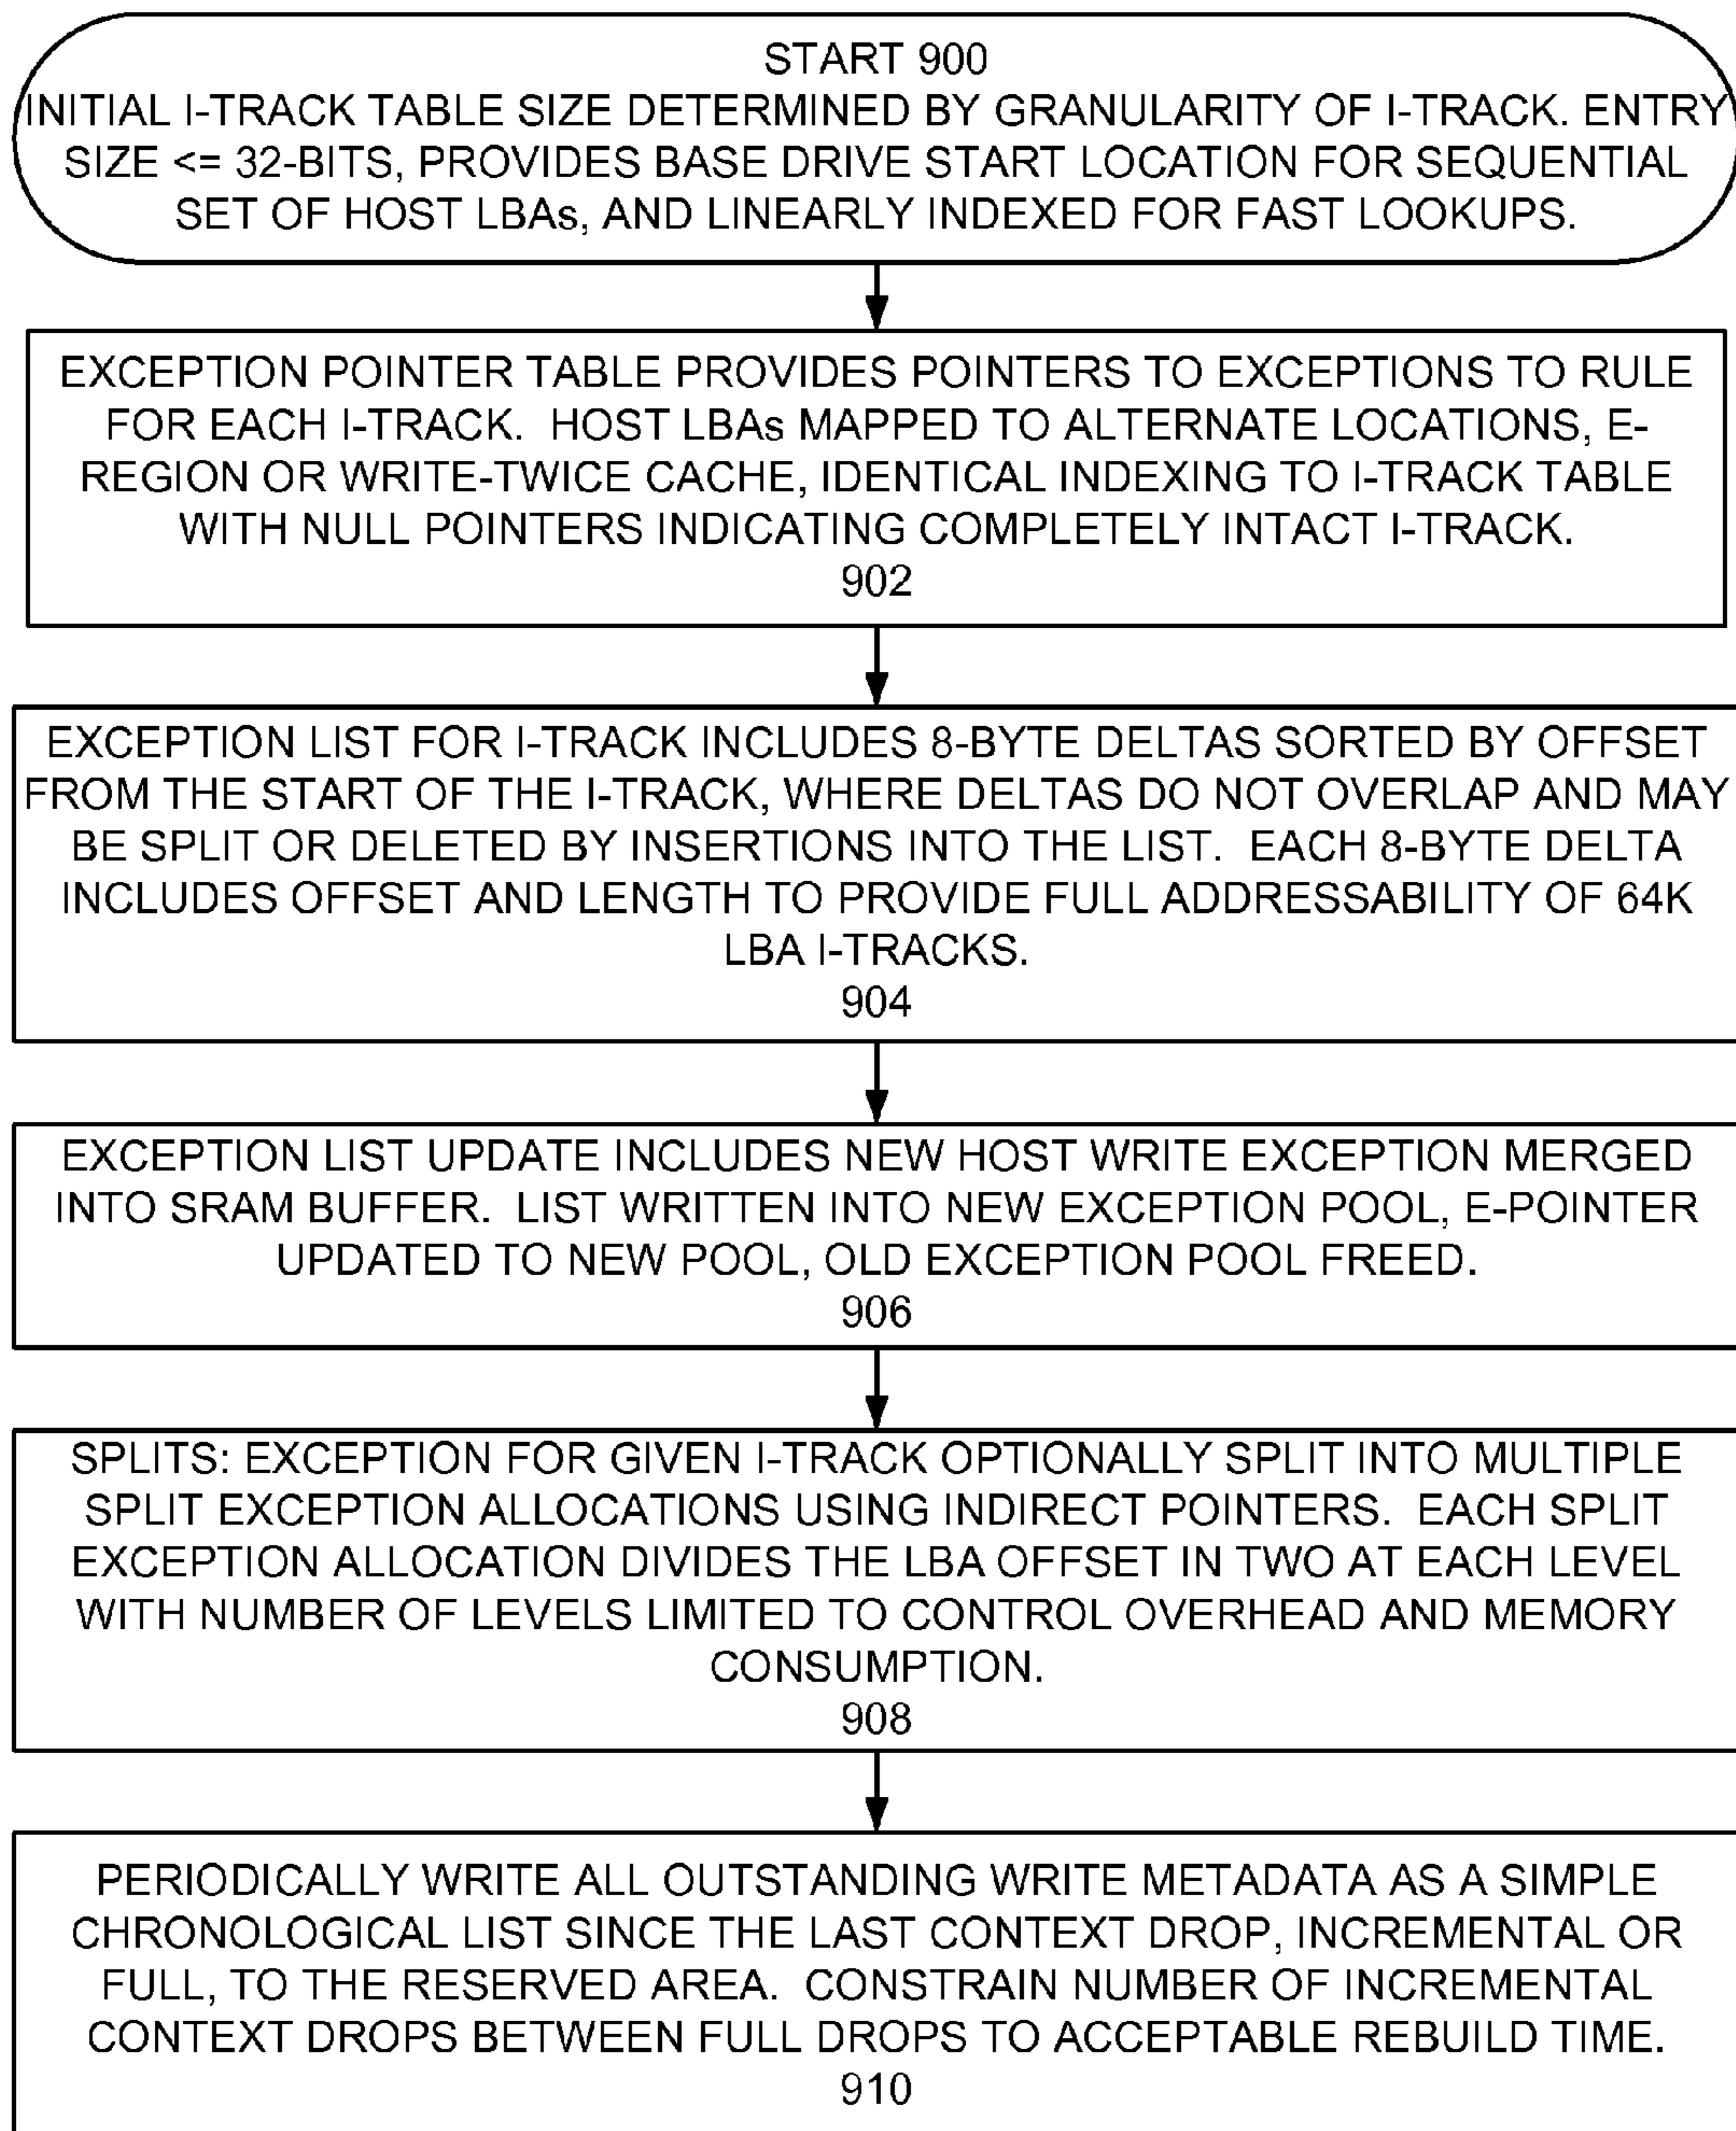 START 900
INITIAL I-TRACK TABLE SIZE DETERMINED BY GRANULARITY OF I-TRACK. ENTRY
SIZE <= 32-BITS, PROVIDES BASE DRIVE START LOCATION FOR SEQUENTIAL
SET OF HOST LBAs, AND LINEARLY INDEXED FOR FAST LOOKUPS.
EXCEPTION POINTER TABLE PROVIDES POINTERS TO EXCEPTIONS TO RULE
FOR EACH I-TRACK. HOST LBAs MAPPED TO ALTERNATE LOCATIONS, E-
REGION OR WRITE-TWICE CACHE, IDENTICAL INDEXING TO I-TRACK TABLE
WITH NULL POINTERS INDICATING COMPLETELY INTACT I-TRACK.
902
EXCEPTION LIST FOR I-TRACK INCLUDES 8-BYTE DELTAS SORTED BY OFFSET
FROM THE START OF THE I-TRACK, WHERE DELTAS DO NOT OVERLAP AND MAY
BE SPLIT OR DELETED BY INSERTIONS INTO THE LIST. EACH 8-BYTE DELTA
INCLUDES OFFSET AND LENGTH TO PROVIDE FULL ADDRESSABILITY OF 64K
LBA I-TRACKS.
904
EXCEPTION LIST UPDATE INCLUDES NEW HOST WRITE EXCEPTION MERGED
INTO SRAM BUFFER. LIST WRITTEN INTO NEW EXCEPTION POOL, E-POINTER
UPDATED TO NEW POOL, OLD EXCEPTION POOL FREED.
906
SPLITS: EXCEPTION FOR GIVEN I-TRACK OPTIONALLY SPLIT INTO MULTIPLE
SPLIT EXCEPTION ALLOCATIONS USING INDIRECT POINTERS. EACH SPLIT
EXCEPTION ALLOCATION DIVIDES THE LBA OFFSET IN TWO AT EACH LEVEL
WITH NUMBER OF LEVELS LIMITED TO CONTROL OVERHEAD AND MEMORY
CONSUMPTION.
908
PERIODICALLY WRITE ALL OUTSTANDING WRITE METADATA AS A SIMPLE
CHRONOLOGICAL LIST SINCE THE LAST CONTEXT DROP, INCREMENTAL OR
FULL, TO THE RESERVED AREA. CONSTRAIN NUMBER OF INCREMENTAL
CONTEXT DROPS BETWEEN FULL DROPS TO ACCEPTABLE REBUILD TIME.
910